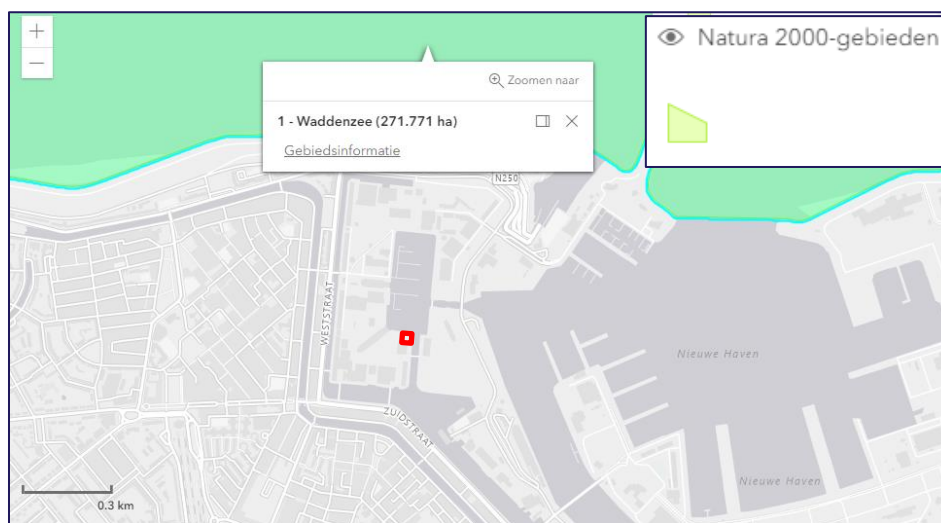 +
−
Zoomen naar
1 - Waddenzee (271.771 ha)
Gebiedsinformatie
Natura 2000-gebieden
N250
WESTSTRAAT
ZUIDSTRAAT
Nieuwe Haven
Nieuwe Haven
0.3 km